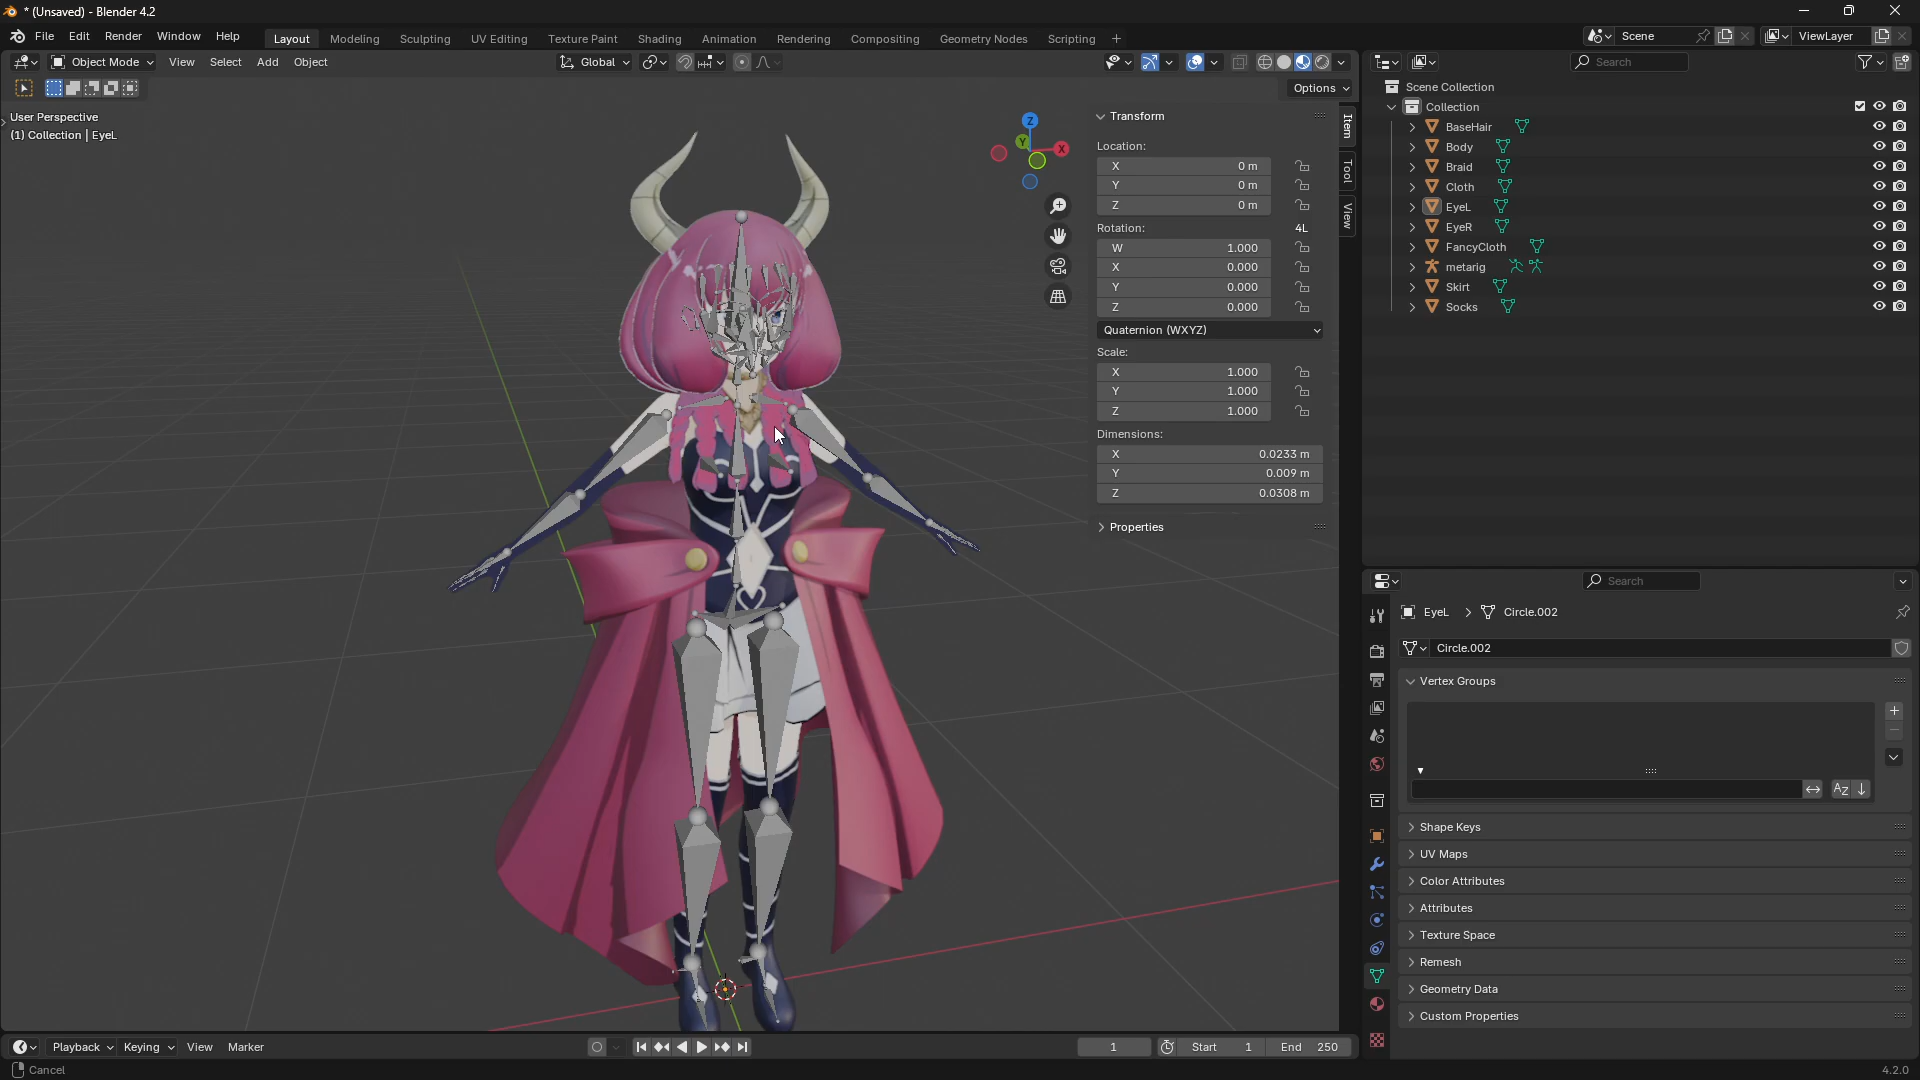 * (Unsaved) - Blender 4.2
File Edit Render Window Help Layout Modeling Sculpting UV Editing Texture Paint Shading Animation Rendering Compositing Geometry Nodes Scripting + Scene ViewLayer
Object Mode View Select Add Object Global
Options
User Perspective
(1) Collection | EyeL
Z
Y
X
Transform
Location:
X 0 m
Y 0 m
Z 0 m
Rotation: 4L
W 1.000
X 0.000
Y 0.000
Z 0.000
Quaternion (WXYZ)
Scale:
X 1.000
Y 1.000
Z 1.000
Dimensions:
X 0.0233 m
Y 0.009 m
Z 0.0308 m
Properties
Item
Tool
View
Search
Scene Collection
Collection
BaseHair
Body
Braid
Cloth
EyeL
EyeR
FancyCloth
metarig
Skirt
Socks
Search
EyeL Circle.002
Circle.002
Vertex Groups
AZ
Shape Keys
UV Maps
Color Attributes
Attributes
Texture Space
Remesh
Geometry Data
Custom Properties
Playback Keying View Marker 1 Start 1 End 250
Cancel 4.2.0